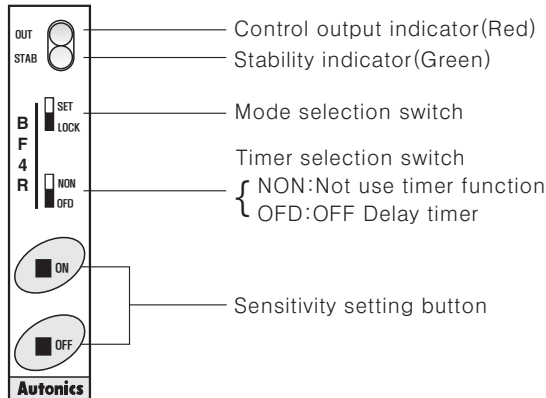 OUT
STAB
Control output indicator(Red)
Stability indicator(Green)
SET
LOCK
Mode selection switch
BF4R
Timer selection switch
NON
OFD
{ NON:Not use timer function
OFD:OFF Delay timer
ON
OFF
Sensitivity setting button
Autonics